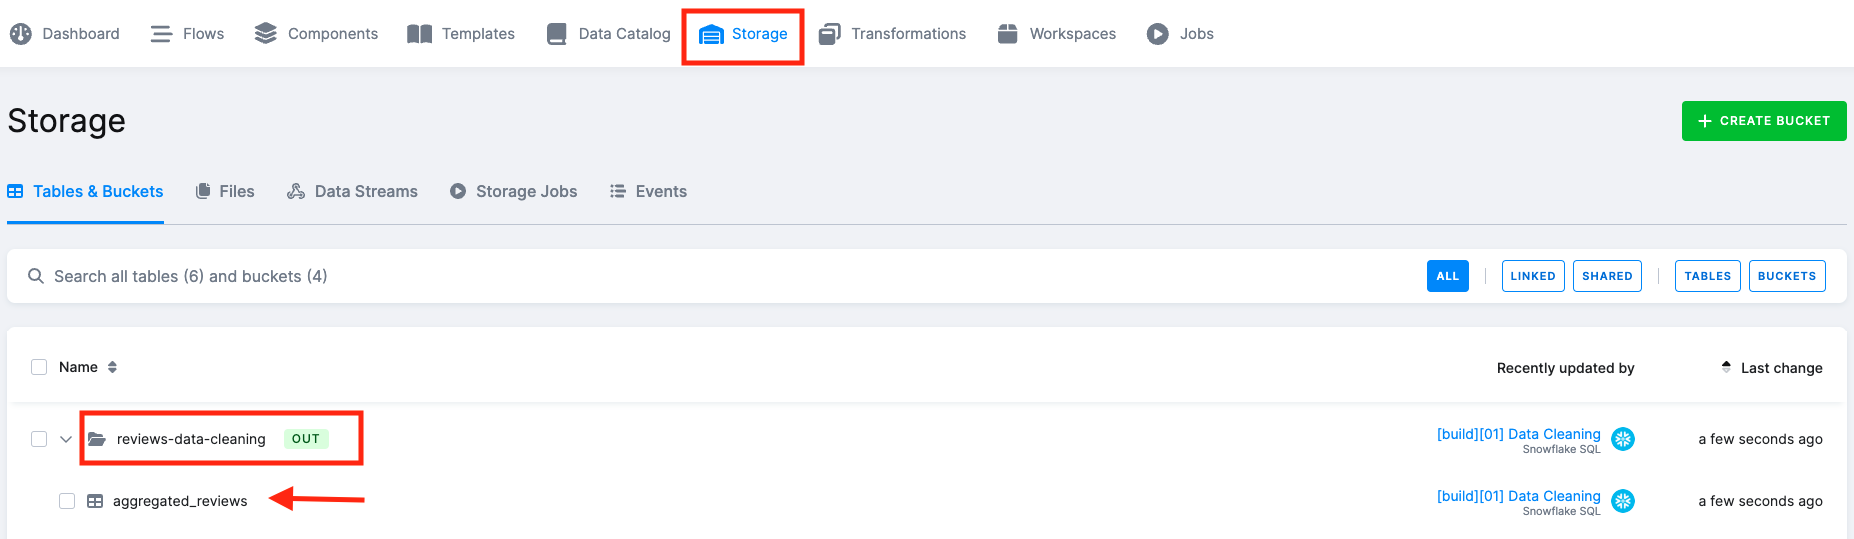 Dashboard Flows Components Templates Data Catalog Storage Transformations Workspaces Jobs
Storage
CREATE BUCKET
Tables & Buckets Files Data Streams Storage Jobs Events
Search all tables (6) and buckets (4) ALL LINKED SHARED TABLES BUCKETS
Name Recently updated by Last change
reviews-data-cleaning OUT [build][01] Data Cleaning a few seconds ago
Snowflake SQL
aggregated_reviews [build][01] Data Cleaning a few seconds ago
Snowflake SQL